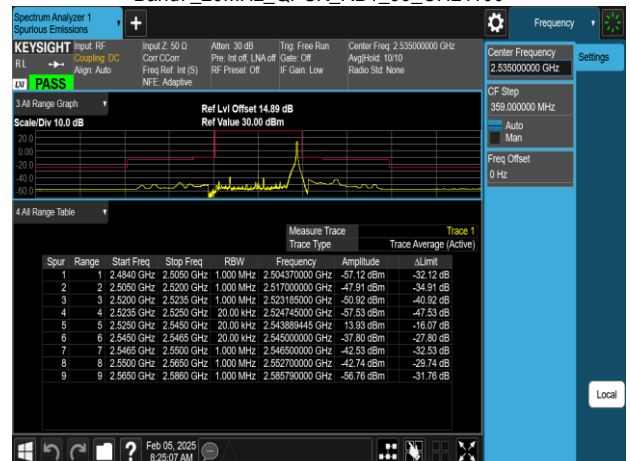 Spectrum Analyzer 1
Spurious Emissions
Frequency
KEYSIGHT
RL
LXI
PASS
Input: RF
Coupling: DC
Align: Auto
Input Z: 50 Ω
Corr CCorr
Freq Ref: Int (S)
NFE: Adaptive
Atten: 30 dB
Pre: Int off, LNA off
RF Preset: Off
Trig: Free Run
Gate: Off
IF Gain: Low
Center Freq: 2.535000000 GHz
Avg|Hold: 10/10
Radio Std: None
Center Frequency
2.535000000 GHz
Settings
CF Step
359.000000 MHz
Auto
Man
Freq Offset
0 Hz
3 All Range Graph
Scale/Div 10.0 dB
Ref Lvl Offset 14.89 dB
Ref Value 30.00 dBm
20.0
0.00
-20.0
-40.0
-60.0
4 All Range Table
Measure Trace Trace 1
Trace Type Trace Average (Active)
Spur Range Start Freq Stop Freq RBW Frequency Amplitude ΔLimit
1 1 2.4840 GHz 2.5050 GHz 1.000 MHz 2.504370000 GHz -57.12 dBm -32.12 dB
2 2 2.5050 GHz 2.5200 GHz 1.000 MHz 2.517000000 GHz -47.91 dBm -34.91 dB
3 3 2.5200 GHz 2.5235 GHz 1.000 MHz 2.523185000 GHz -50.92 dBm -40.92 dB
4 4 2.5235 GHz 2.5250 GHz 20.00 kHz 2.524745000 GHz -57.53 dBm -47.53 dB
5 5 2.5250 GHz 2.5450 GHz 20.00 kHz 2.543889445 GHz 13.93 dBm -16.07 dB
6 6 2.5450 GHz 2.5465 GHz 20.00 kHz 2.545000000 GHz -37.80 dBm -27.80 dB
7 7 2.5465 GHz 2.5500 GHz 1.000 MHz 2.546500000 GHz -42.53 dBm -32.53 dB
8 8 2.5500 GHz 2.5650 GHz 1.000 MHz 2.552700000 GHz -42.74 dBm -29.74 dB
9 9 2.5650 GHz 2.5860 GHz 1.000 MHz 2.585790000 GHz -56.76 dBm -31.76 dB
Local
Feb 05, 2025
8:25:07 AM